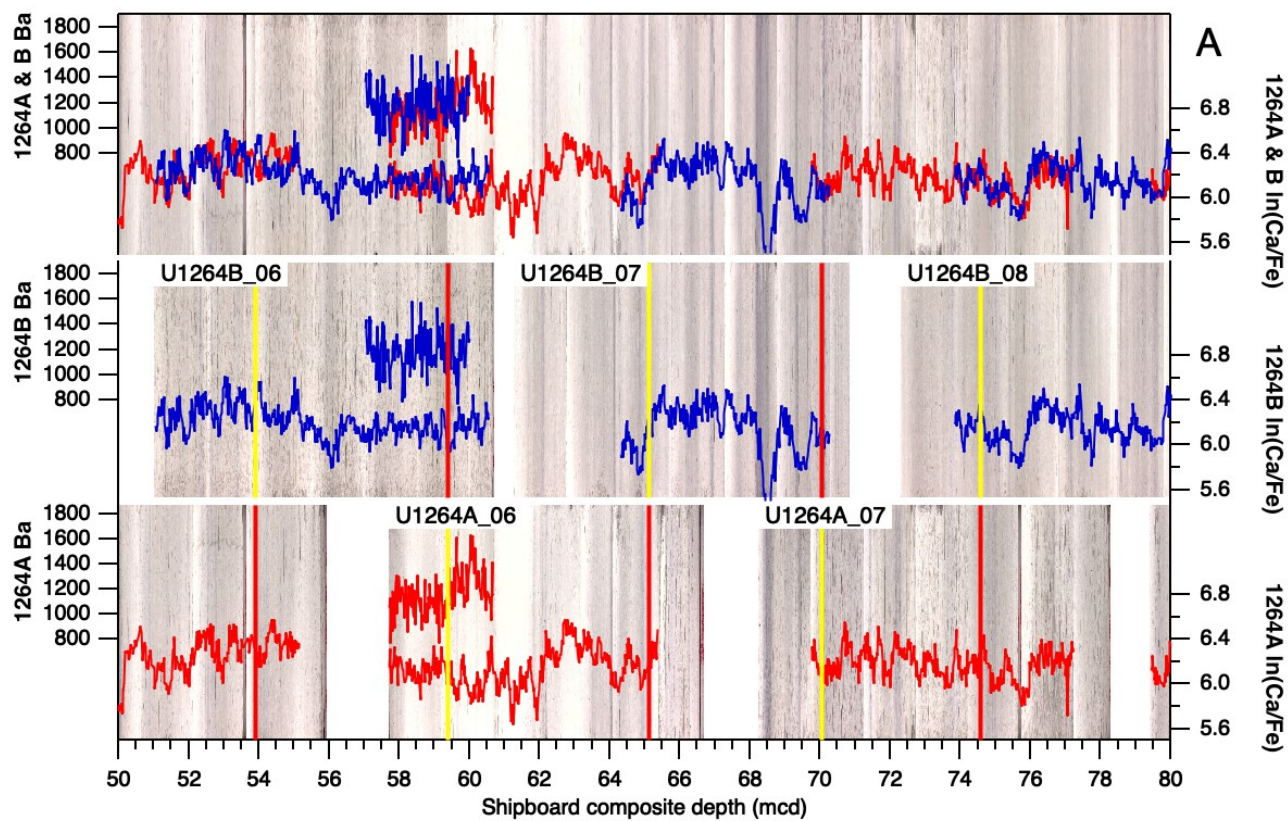 A
1264A & B Ba
1800
1600
1400
1200
1000
800
6.8
6.4
6.0
5.6
1264A & B ln(Ca/Fe)
U1264B_06
U1264B_07
U1264B_08
1264B Ba
1800
1600
1400
1200
1000
800
6.8
6.4
6.0
5.6
1264B ln(Ca/Fe)
U1264A_06
U1264A_07
1264A Ba
1800
1600
1400
1200
1000
800
6.8
6.4
6.0
5.6
1264A ln(Ca/Fe)
50 52 54 56 58 60 62 64 66 68 70 72 74 76 78 80
Shipboard composite depth (mcd)